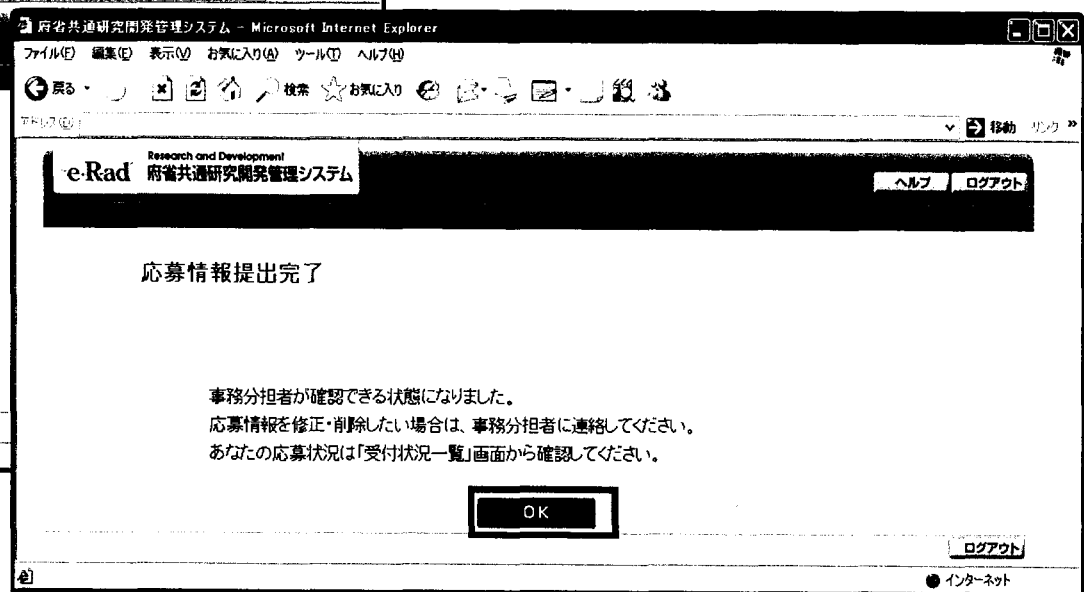 府省共通研究開発管理システム - Microsoft Internet Explorer
ファイル(F) 編集(E) 表示(V) お気に入り(A) ツール(T) ヘルプ(H)
戻る 検索 お気に入り
アドレス(D) 移動 リンク »
e-Rad Research and Development
府省共通研究開発管理システム
ヘルプ ログアウト
応募情報提出完了
事務分担者が確認できる状態になりました。
応募情報を修正・削除したい場合は、事務分担者に連絡してください。
あなたの応募状況は「受付状況一覧」画面から確認してください。
OK
ログアウト
インターネット